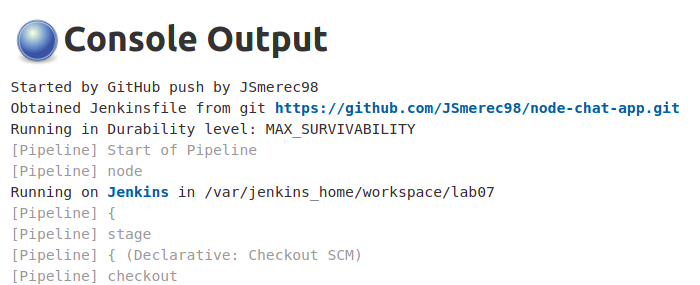 Console Output
Started by GitHub push by JSmerec98
Obtained Jenkinsfile from git https://github.com/JSmerec98/node-chat-app.git
Running in Durability level: MAX_SURVIVABILITY
[Pipeline] Start of Pipeline
[Pipeline] node
Running on Jenkins in /var/jenkins_home/workspace/lab07
[Pipeline] {
[Pipeline] stage
[Pipeline] { (Declarative: Checkout SCM)
[Pipeline] checkout